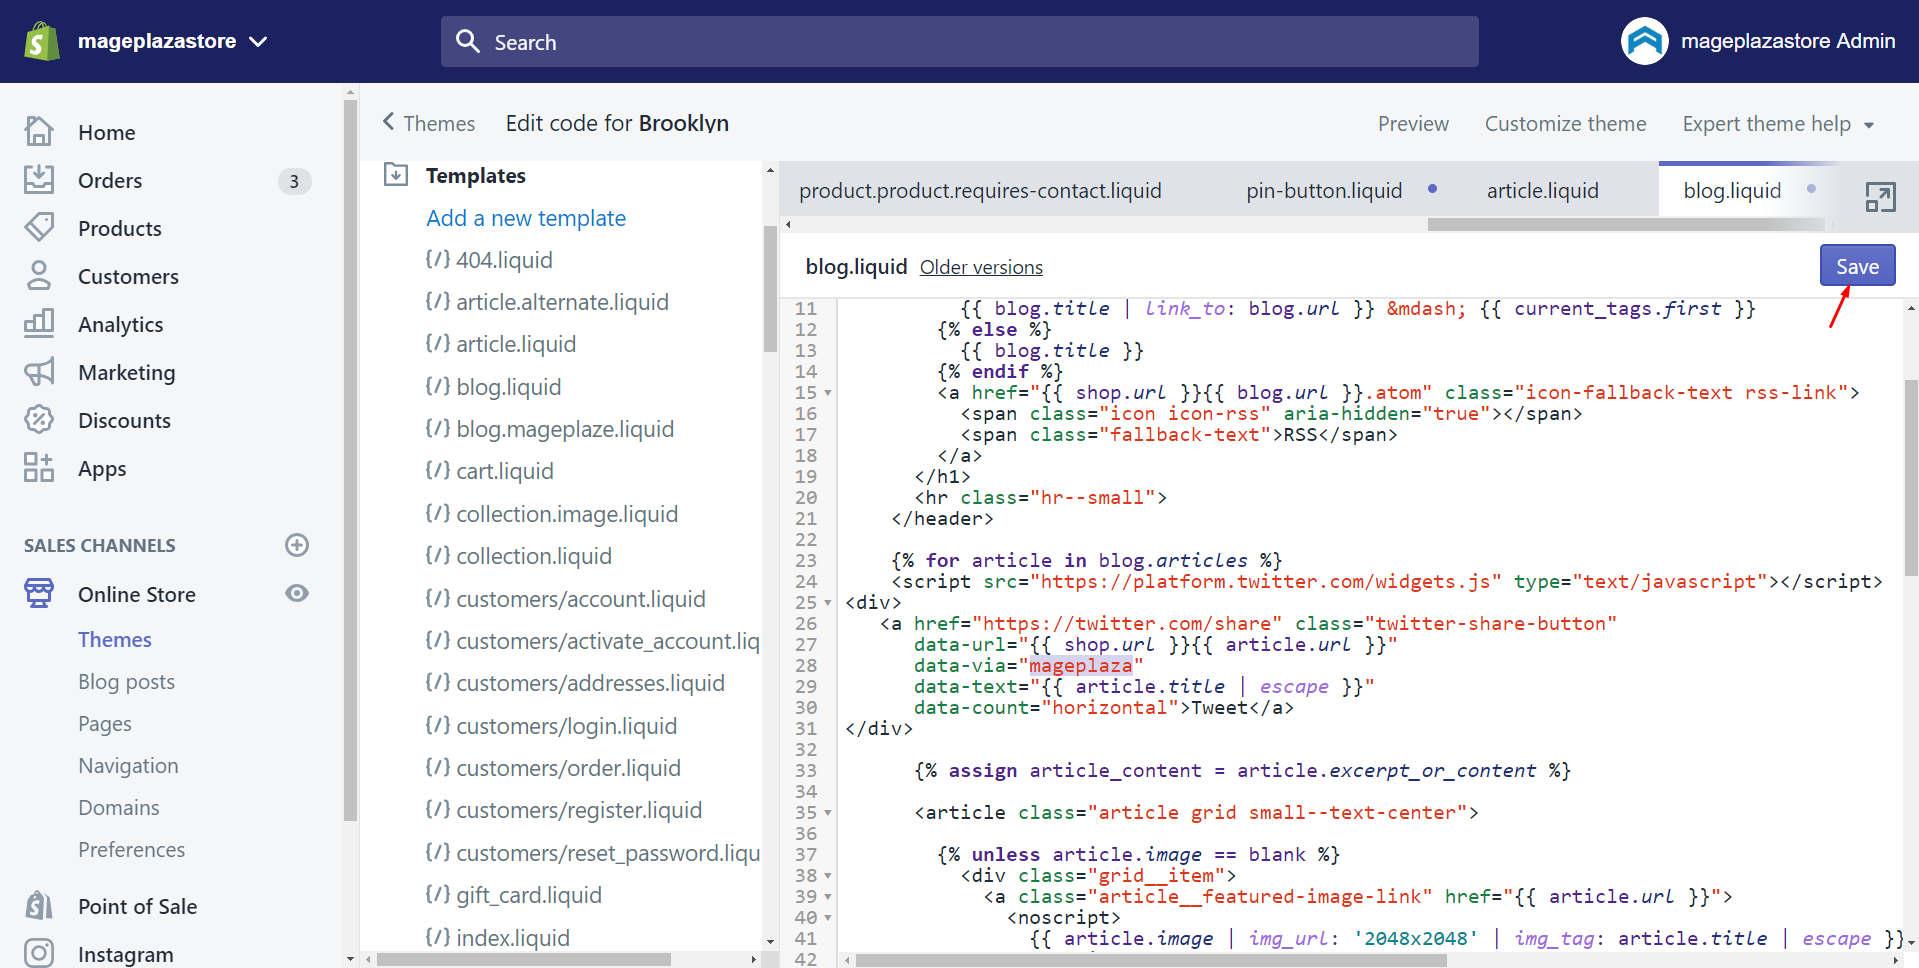 mageplazastore
Search
mageplazastore Admin
Home
Orders
3
Products
Customers
Analytics
Marketing
Discounts
Apps
SALES CHANNELS
Online Store
Themes
Blog posts
Pages
Navigation
Domains
Preferences
Point of Sale
Instagram
Themes
Edit code for Brooklyn
Preview
Customize theme
Expert theme help
Templates
Add a new template
{/} 404.liquid
{/} article.alternate.liquid
{/} article.liquid
{/} blog.liquid
{/} blog.mageplaze.liquid
{/} cart.liquid
{/} collection.image.liquid
{/} collection.liquid
{/} customers/account.liquid
{/} customers/activate_account.liq
{/} customers/addresses.liquid
{/} customers/login.liquid
{/} customers/order.liquid
{/} customers/register.liquid
{/} customers/reset_password.liqu
{/} gift_card.liquid
{/} index.liquid
product.product.requires-contact.liquid
pin-button.liquid
article.liquid
blog.liquid
blog.liquid Older versions
Save
11 {{ blog.title | link_to: blog.url }} &mdash; {{ current_tags.first }}
12 {% else %}
13 {{ blog.title }}
14 {% endif %}
15 <a href="{{ shop.url }}{{ blog.url }}.atom" class="icon-fallback-text rss-link">
16 <span class="icon icon-rss" aria-hidden="true"></span>
17 <span class="fallback-text">RSS</span>
18 </a>
19 </h1>
20 <hr class="hr--small">
21 </header>
22
23 {% for article in blog.articles %}
24 <script src="https://platform.twitter.com/widgets.js" type="text/javascript"></script>
25 <div>
26 <a href="https://twitter.com/share" class="twitter-share-button"
27 data-url="{{ shop.url }}{{ article.url }}"
28 data-via="mageplaza"
29 data-text="{{ article.title | escape }}"
30 data-count="horizontal">Tweet</a>
31 </div>
32
33 {% assign article_content = article.excerpt_or_content %}
34
35 <article class="article grid small--text-center">
36
37 {% unless article.image == blank %}
38 <div class="grid__item">
39 <a class="article__featured-image-link" href="{{ article.url }}">
40 <noscript>
41 {{ article.image | img_url: '2048x2048' | img_tag: article.title | escape }}
42